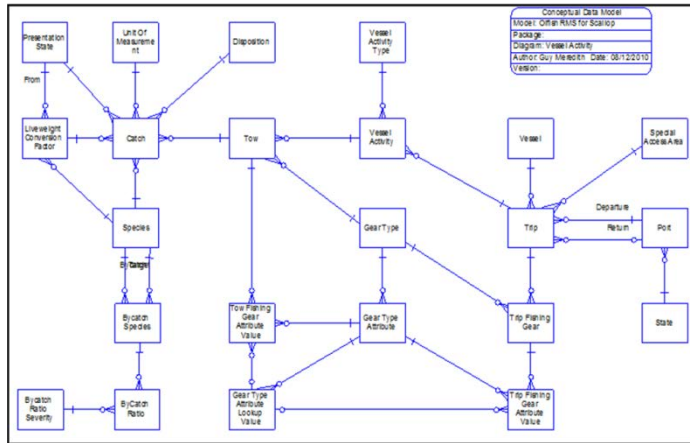 Conceptual Data Model
Model: Offish RMS for Scallop
Package:
Diagram: Vessel Activity
Author: Guy Meredith Date: 08/12/2010
Version:
Presentation
State
Unit Of
Measurement
nt
Disposition
Vessel
Activity
Type
From
Liveweight
Conversion
Factor
Catch
Tow
Vessel
Activity
Vessel
Special
Access Area
Species
Gear Type
Trip
Departure
Return
Port
Bycatch
Species
Tow Fishing
Gear
Attribute
Value
Gear Type
Attribute
Trip Fishing
Gear
State
Bycatch
Ratio
Severity
ByCatch
Ratio
Gear Type
Attribute
Lookup
Value
Trip Fishing
Gear
Attribute
Value